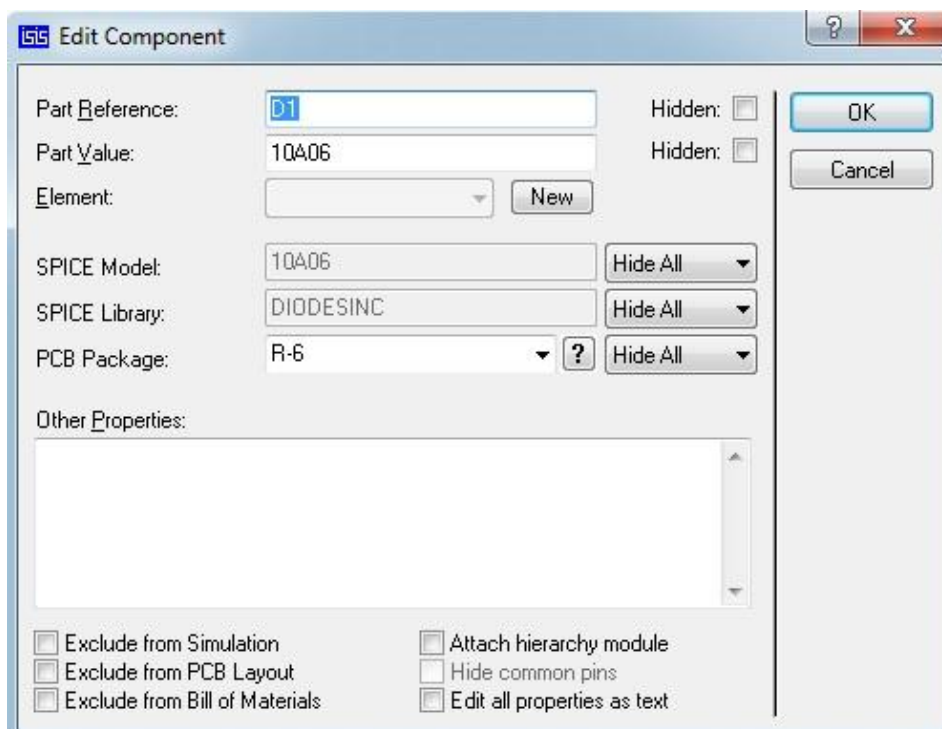 isis Edit Component ? X
Part Reference: D1 Hidden: OK
Part Value: 10A06 Hidden: Cancel
Element: New
SPICE Model: 10A06 Hide All
SPICE Library: DIODESINC Hide All
PCB Package: R-6 ? Hide All
Other Properties:
Exclude from Simulation Attach hierarchy module
Exclude from PCB Layout Hide common pins
Exclude from Bill of Materials Edit all properties as text